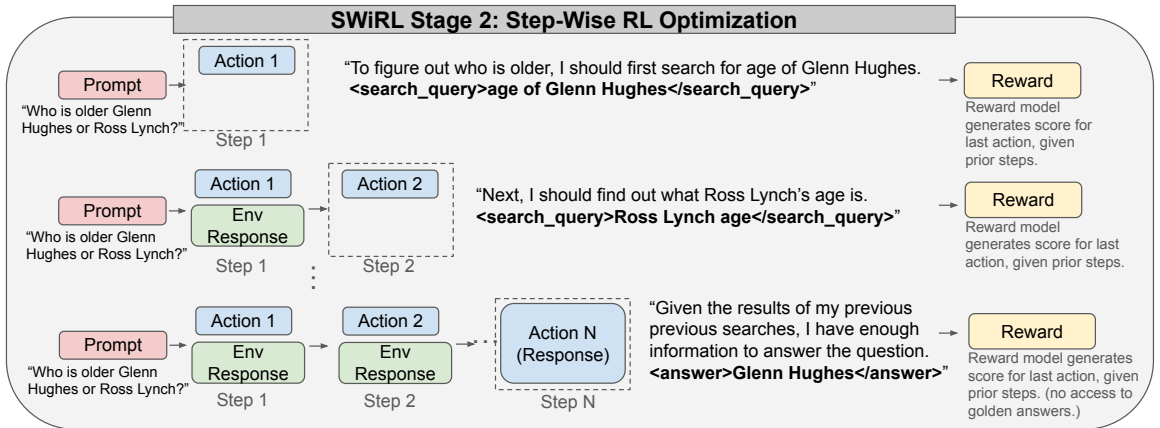 SWiRL Stage 2: Step-Wise RL Optimization
Prompt
"Who is older Glenn
Hughes or Ross Lynch?"
Action 1
Step 1
“To figure out who is older, I should first search for age of Glenn Hughes.
<search_query>age of Glenn Hughes</search_query>”
Reward
Reward model
generates score for
last action, given
prior steps.
Prompt
“Who is older Glenn
Hughes or Ross Lynch?”
Action 1
Env
Response
Step 1
Action 2
Step 2
“Next, I should find out what Ross Lynch’s age is.
<search_query>Ross Lynch age</search_query>”
Reward
Reward model
generates score for last
action, given prior steps.
Prompt
“Who is older Glenn
Hughes or Ross Lynch?”
Action 1
Env
Response
Step 1
Action 2
Env
Response
Step 2
Action N
(Response)
Step N
“Given the results of my previous
previous searches, I have enough
information to answer the question.
<answer>Glenn Hughes</answer>”
Reward
Reward model generates
score for last action, given
prior steps. (no access to
golden answers.)